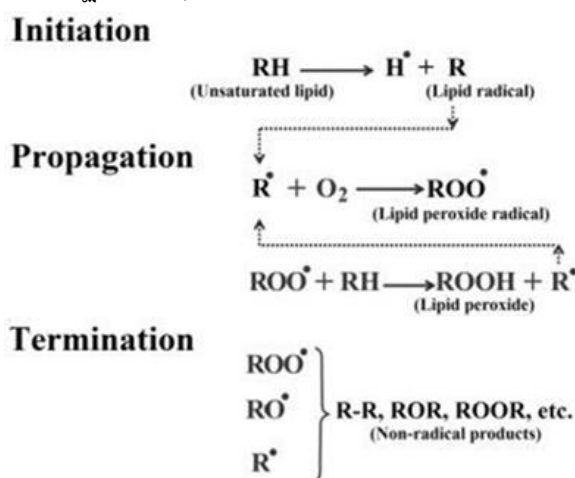 Initiation
RH ⟶ H• + R
(Unsaturated lipid) (Lipid radical)
Propagation
R• + O₂ ⟶ ROO•
(Lipid peroxide radical)
ROO• + RH ⟶ ROOH + R•
(Lipid peroxide)
Termination
ROO•
RO• R-R, ROR, ROOR, etc.
(Non-radical products)
R•